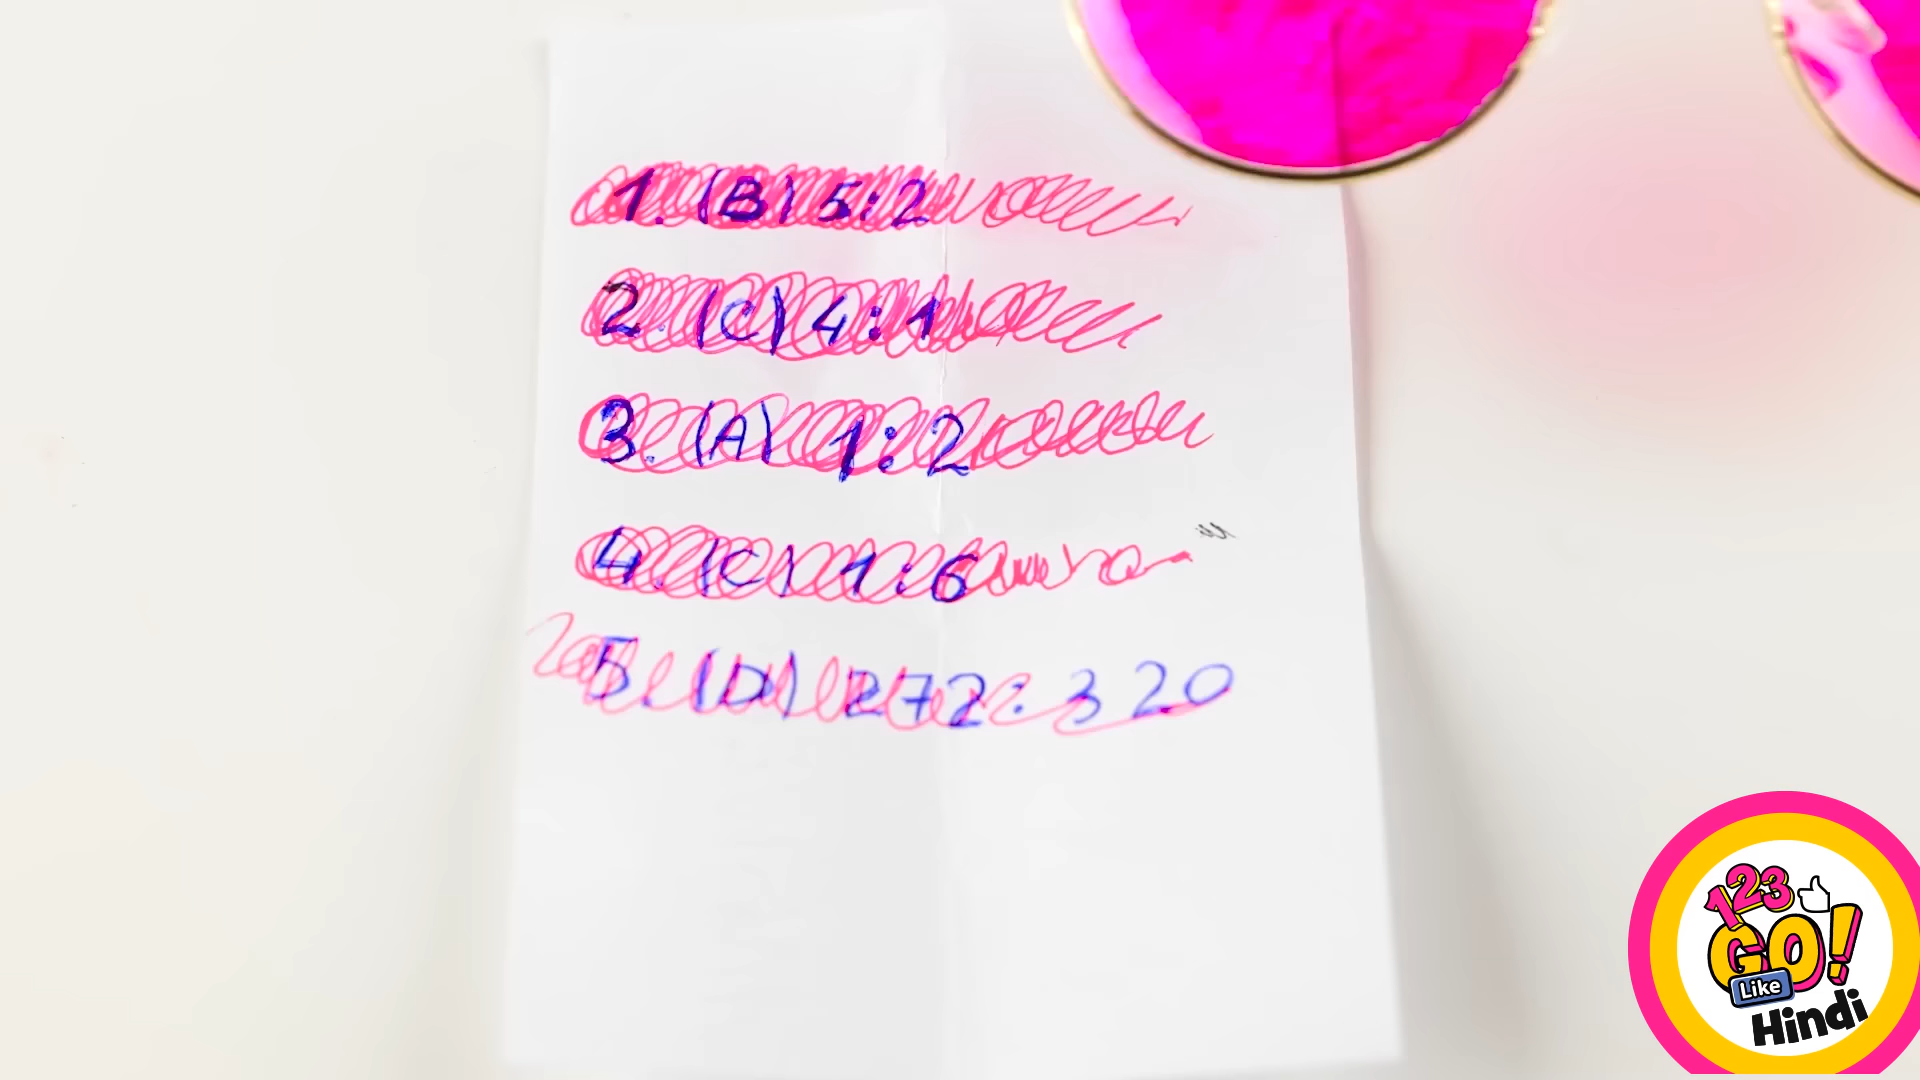 1. (B) 5:2
2. (C) 4:1
3. (A) 1:2
4. (C) 1:6
5. (D) 272:320
123
GO!
Like
Hindi